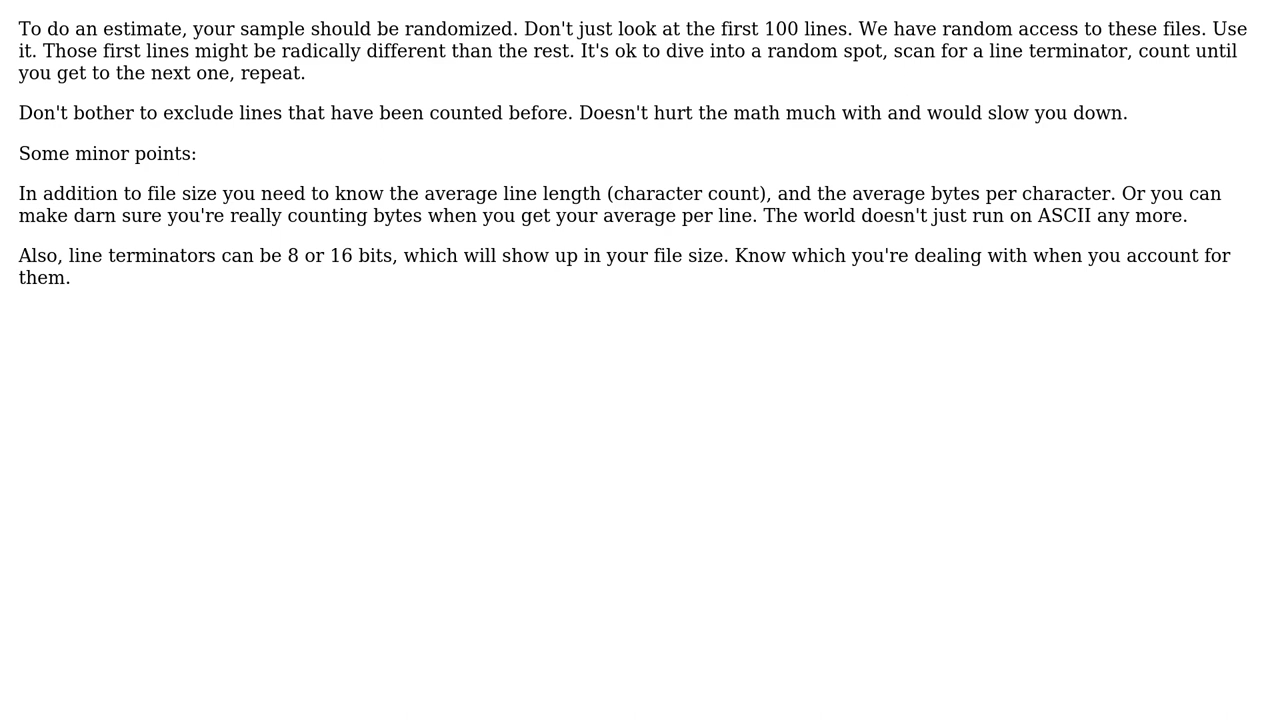 To do an estimate, your sample should be randomized. Don't just look at the first 100 lines. We have random access to these files. Use
it. Those first lines might be radically different than the rest. It's ok to dive into a random spot, scan for a line terminator, count until
you get to the next one, repeat.
Don't bother to exclude lines that have been counted before. Doesn't hurt the math much with and would slow you down.
Some minor points:
In addition to file size you need to know the average line length (character count), and the average bytes per character. Or you can
make darn sure you're really counting bytes when you get your average per line. The world doesn't just run on ASCII any more.
Also, line terminators can be 8 or 16 bits, which will show up in your file size. Know which you're dealing with when you account for
them.